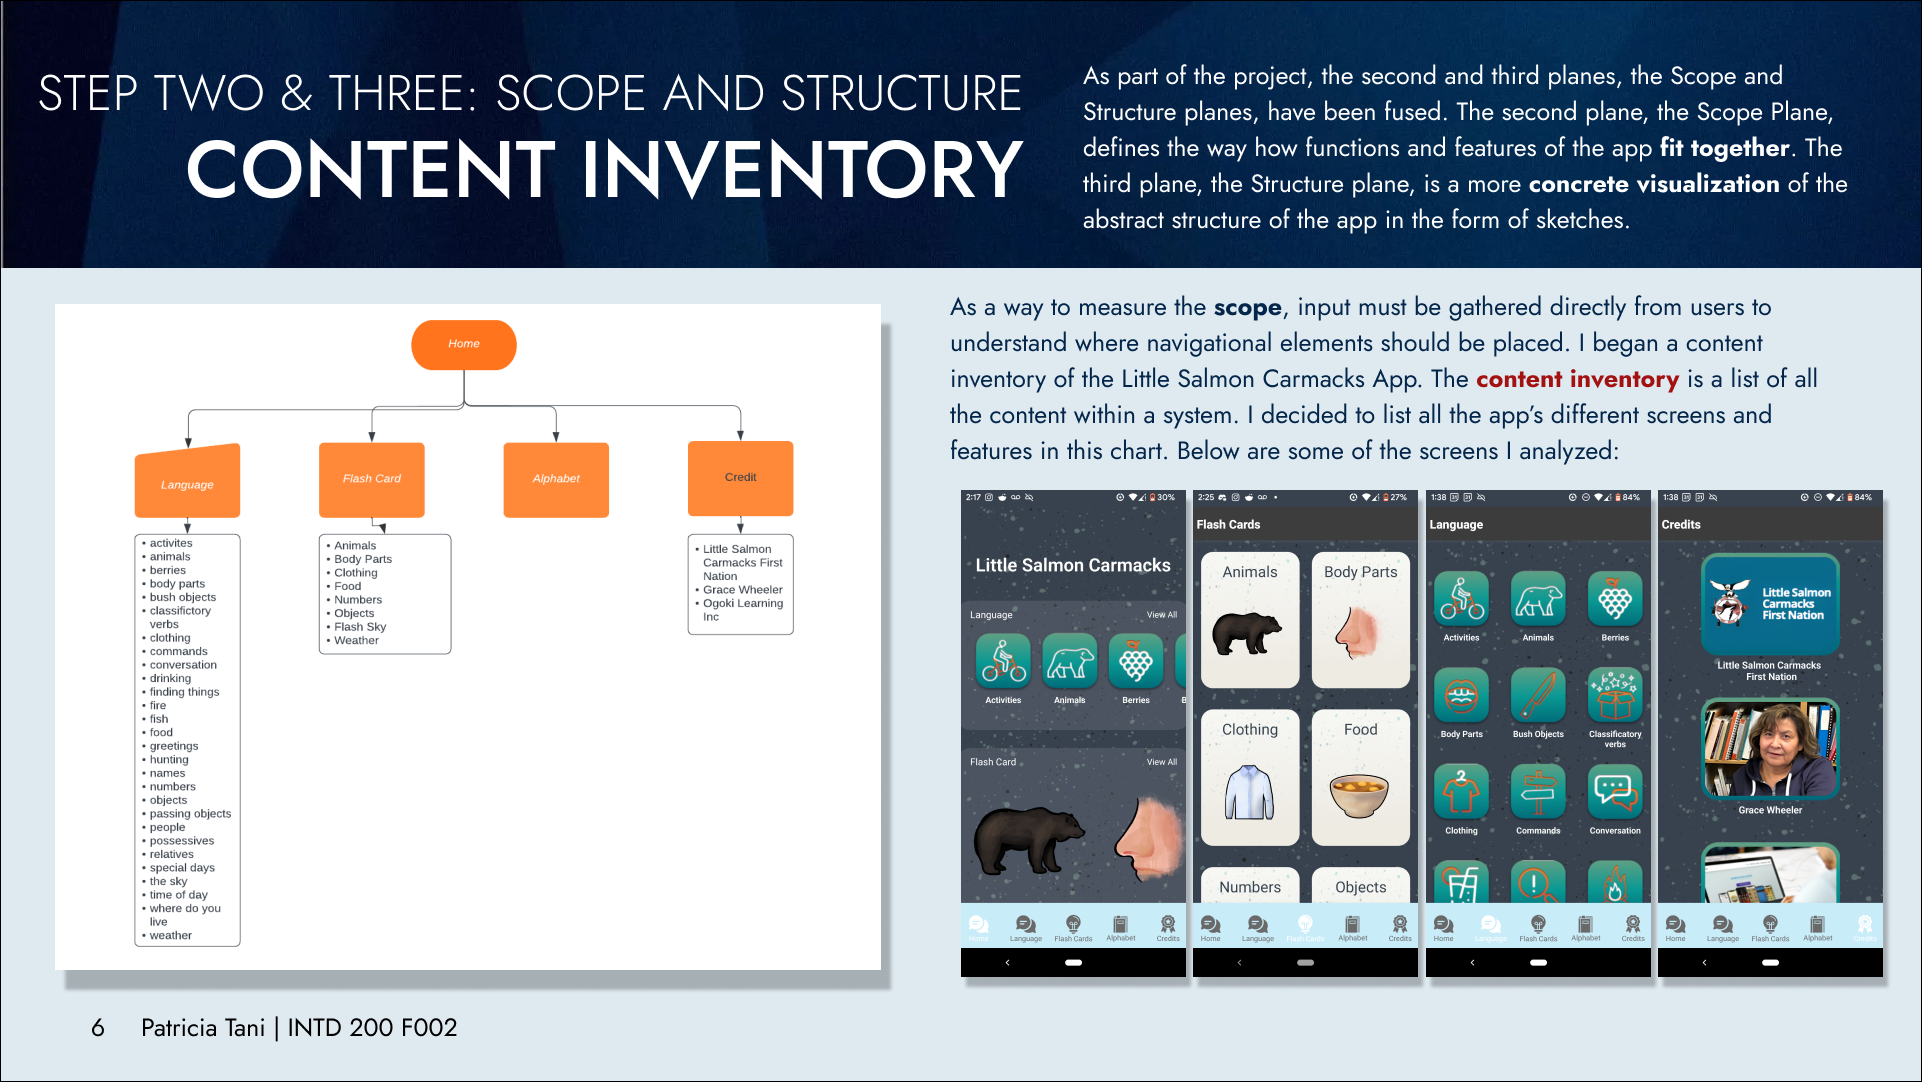 STEP TWO & THREE: SCOPE AND STRUCTURE
CONTENT INVENTORY
As part of the project, the second and third planes, the Scope and
Structure planes, have been fused. The second plane, the Scope Plane,
defines the way how functions and features of the app fit together. The
third plane, the Structure plane, is a more concrete visualization of the
abstract structure of the app in the form of sketches.
Home
Language
Flash Card
Alphabet
Credit
• activites
• animals
• berries
• body parts
• bush objects
• classifictory
verbs
• clothing
• commands
• conversation
• drinking
• finding things
• fire
• fish
• food
• greetings
• hunting
• names
• numbers
• objects
• passing objects
• people
• possessives
• relatives
• special days
• the sky
• time of day
• where do you
live
• weather
• Animals
• Body Parts
• Clothing
• Food
• Numbers
• Objects
• Flash Sky
• Weather
• Little Salmon
Carmacks First
Nation
• Grace Wheeler
• Ogoki Learning
Inc
As a way to measure the scope, input must be gathered directly from users to
understand where navigational elements should be placed. I began a content
inventory of the Little Salmon Carmacks App. The content inventory is a list of all
the content within a system. I decided to list all the app's different screens and
features in this chart. Below are some of the screens I analyzed:
2:17 30%
Little Salmon Carmacks
Language View All
Activities Animals Berries B
Flash Card View All
Home Language Flash Cards Alphabet Credits
2:25 27%
Flash Cards
Animals Body Parts
Clothing Food
Numbers Objects
Home Language Flash Cards Alphabet Credits
1:38 31 31 84%
Language
Activities Animals Berries
Body Parts Bush Objects Classificatory
verbs
2
Clothing Commands Conversation
Home Language Flash Cards Alphabet Credits
1:38 31 31 84%
Credits
Little Salmon
Carmacks
First Nation
Little Salmon Carmacks
First Nation
Grace Wheeler
Home Language Flash Cards Alphabet Credits
6 Patricia Tani | INTD 200 F002